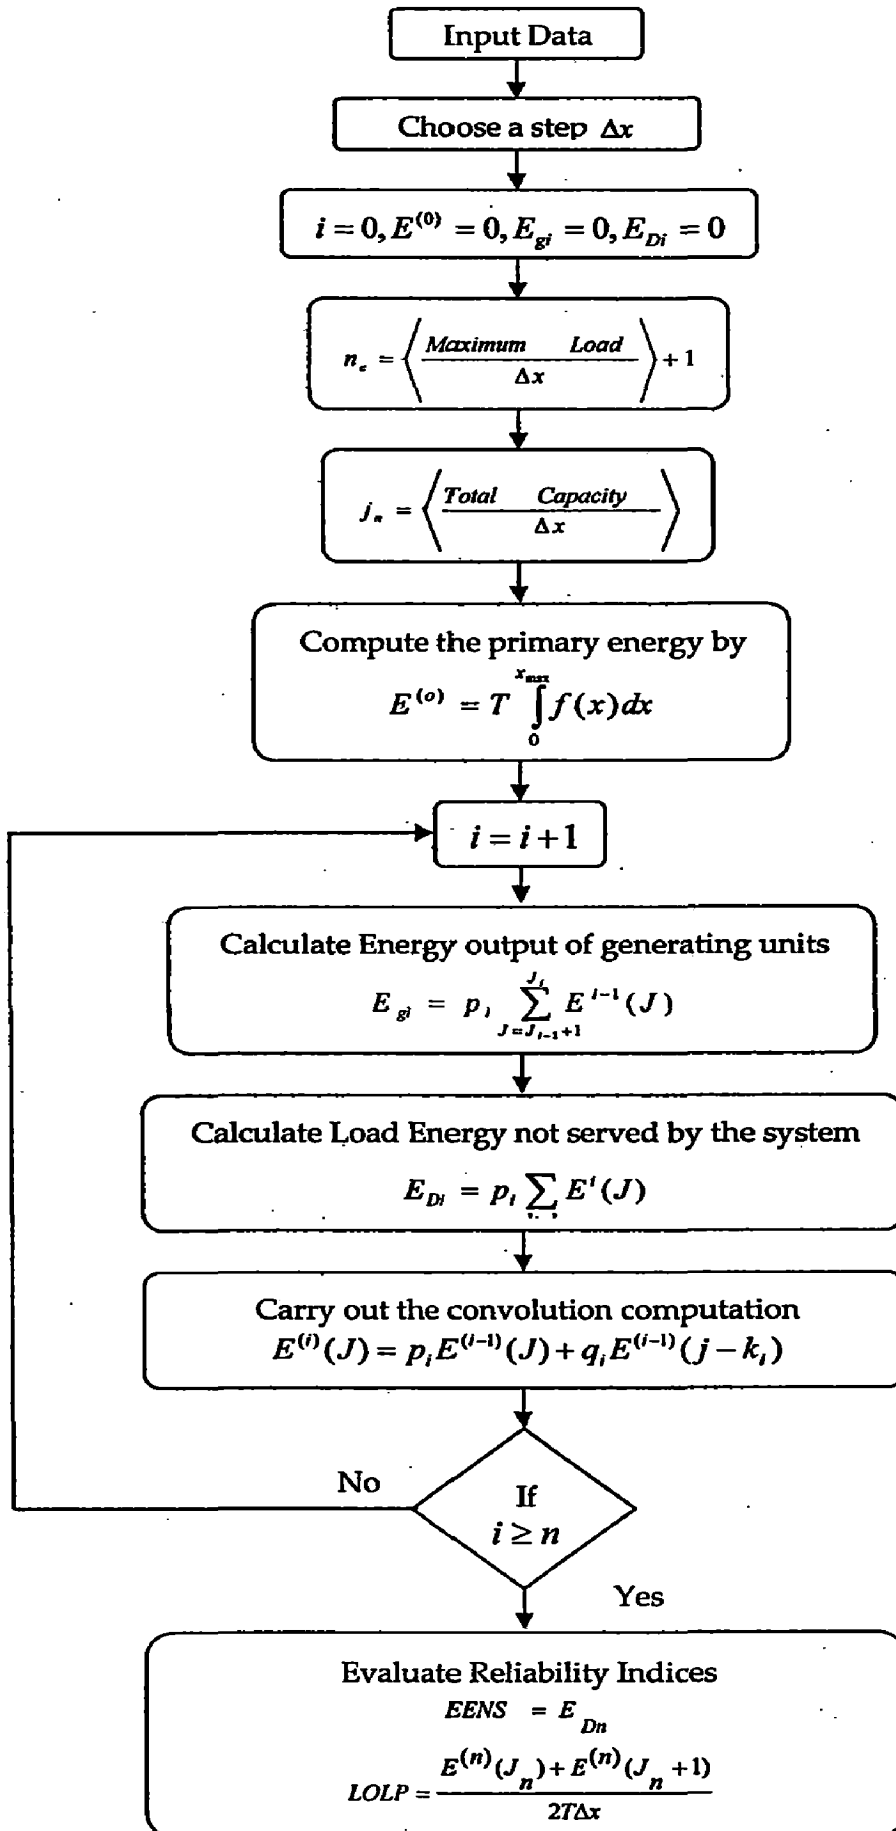 Input Data
Choose a step Δx
i = 0, E^(0) = 0, E_gi = 0, E_Di = 0
n_e = ⟨ Maximum Load / Δx ⟩ + 1
j_n = ⟨ Total Capacity / Δx ⟩
Compute the primary energy by
E^(o) = T ∫_0^{x_max} f(x)dx
i = i + 1
Calculate Energy output of generating units
E_gi = p_i ∑_{J=J_{i-1}+1}^{J_i} E^{i-1}(J)
Calculate Load Energy not served by the system
E_Di = p_i ∑ E^i(J)
Carry out the convolution computation
E^(i)(J) = p_i E^(i-1)(J) + q_i E^(i-1)(j − k_i)
No
If
i ≥ n
Yes
Evaluate Reliability Indices
EENS = E_Dn
LOLP = (E^(n)(J_n) + E^(n)(J_n + 1)) / 2TΔx